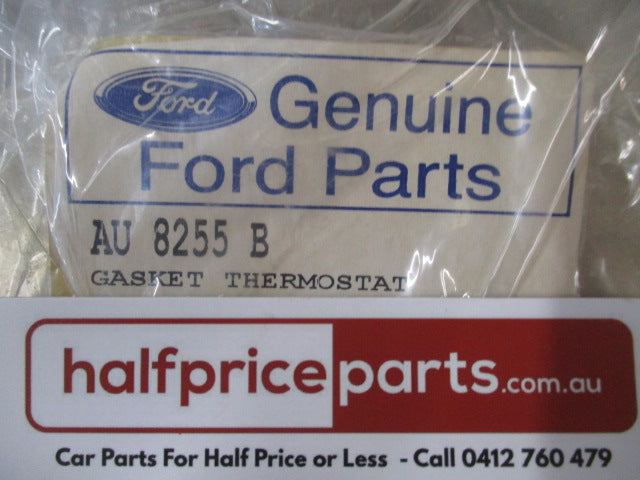 Ford Genuine
Ford Parts
AU 8255 B
GASKET THERMOSTAT
halfpriceparts.com.au
Car Parts For Half Price or Less - Call 0412 760 479